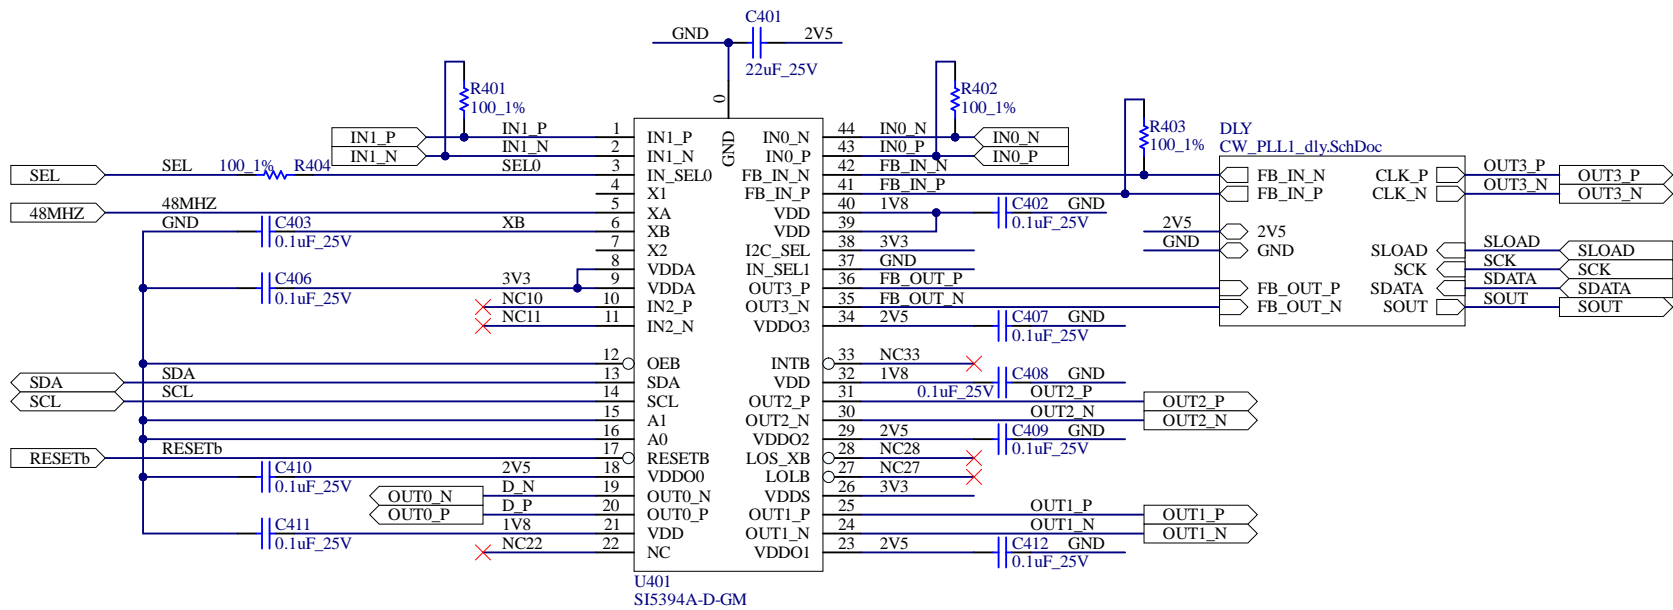 C401
GND 2V5
22uF_25V
R401
100_1%
R402
100_1%
R403
100_1%
DLY
CW_PLL1_dly.SchDoc
0
GND
IN1_P IN1_P 1 IN1_P IN0_N 44 IN0_N IN0_N
IN1_N IN1_N 2 IN1_N IN0_P 43 IN0_P IN0_P
SEL SEL 100_1% R404 SEL0 3 IN_SEL0 FB_IN_N 42 FB_IN_N FB_IN_N CLK_P OUT3_P OUT3_P
4 X1 FB_IN_P 41 FB_IN_P FB_IN_P CLK_N OUT3_N OUT3_N
48MHZ 48MHZ 5 XA VDD 40 1V8 C402 GND
0.1uF_25V
GND C403 XB 6 XB VDD 39 2V5 2V5
0.1uF_25V
7 X2 I2C_SEL 38 3V3 GND GND SLOAD SLOAD SLOAD
8 VDDA IN_SEL1 37 GND SCK SCK SCK
C406 3V3 9 VDDA OUT3_P 36 FB_OUT_P FB_OUT_P SDATA SDATA SDATA
0.1uF_25V
NC10 10 IN2_P OUT3_N 35 FB_OUT_N FB_OUT_N SOUT SOUT SOUT
NC11 11 IN2_N VDDO3 34 2V5 C407 GND
0.1uF_25V
12 OEB INTB 33 NC33
SDA SDA 13 SDA VDD 32 1V8 C408 GND
0.1uF_25V
SCL SCL 14 SCL OUT2_P 31 OUT2_P OUT2_P
15 A1 OUT2_N 30 OUT2_N OUT2_N
16 A0 VDDO2 29 2V5 C409 GND
0.1uF_25V
RESETb RESETb 17 RESETB LOS_XB 28 NC28
C410 2V5 18 VDDO0 LOLB 27 NC27
0.1uF_25V
OUT0_N D_N 19 OUT0_N VDDS 26 3V3
OUT0_P D_P 20 OUT0_P OUT1_P 25 OUT1_P OUT1_P
C411 1V8 21 VDD OUT1_N 24 OUT1_N OUT1_N
0.1uF_25V
NC22 22 NC VDDO1 23 2V5 C412 GND
0.1uF_25V
U401
SI5394A-D-GM